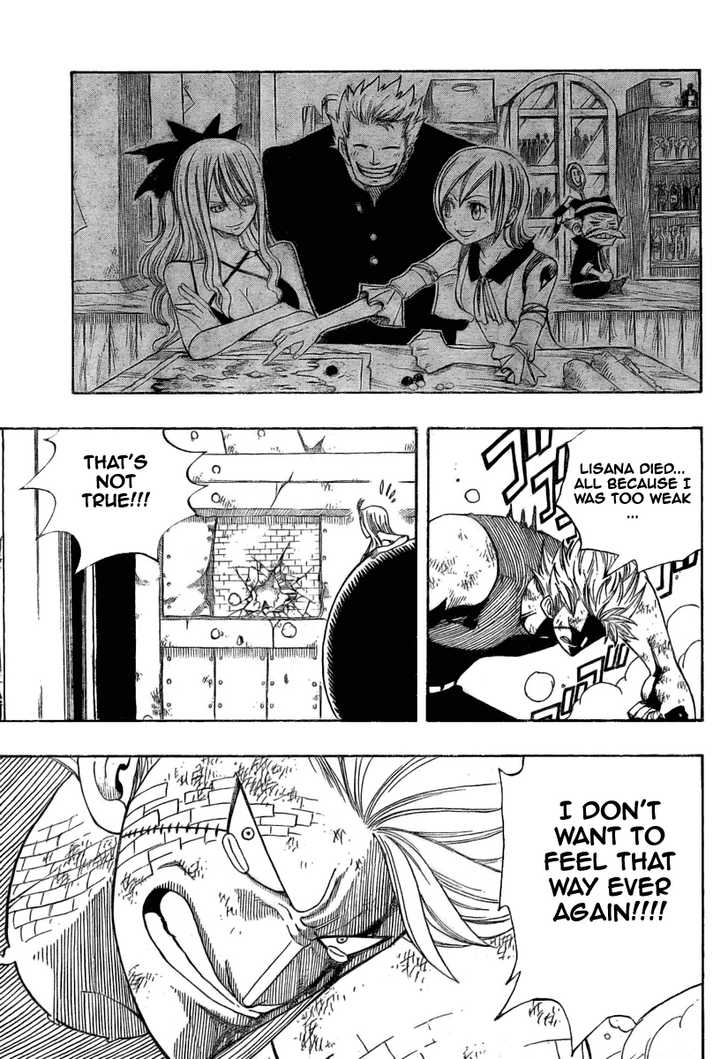 LISANA DIED...
ALL BECAUSE I
WAS TOO WEAK
...
THAT'S
NOT
TRUE!!!
I DON'T
WANT TO
FEEL THAT
WAY EVER
AGAIN!!!!